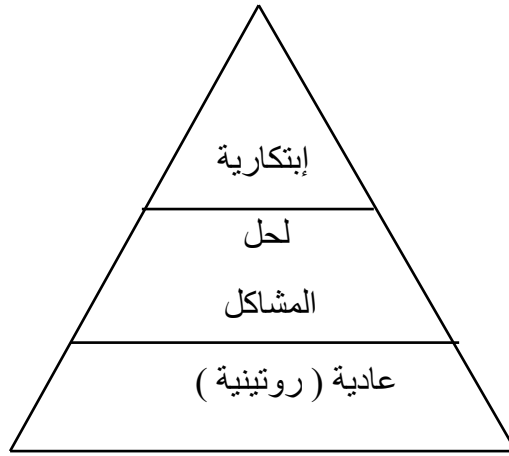 إبتكارية
لحل
المشاكل
عادية ( روتينية )